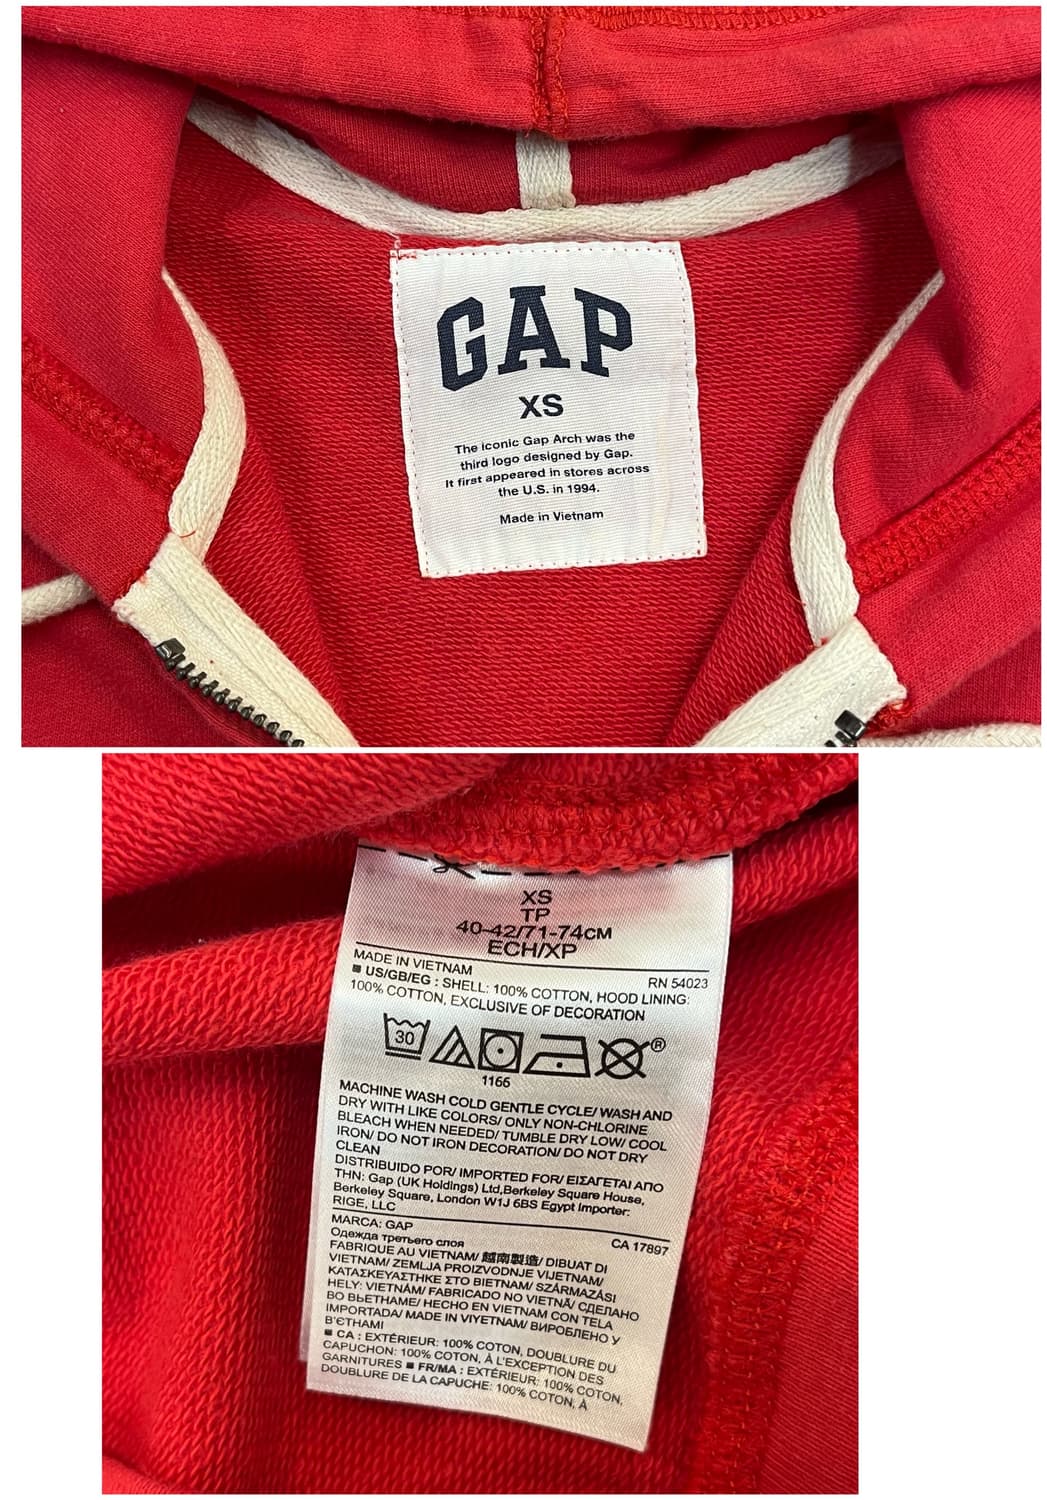 GAP
XS
The iconic Gap Arch was the
third logo designed by Gap.
It first appeared in stores across
the U.S. in 1994.
Made in Vietnam
XS
TP
40-42/71-74CM
ECH/XP
MADE IN VIETNAM
RN 54023
■ US/GB/EG : SHELL: 100% COTTON, HOOD LINING:
100% COTTON, EXCLUSIVE OF DECORATION
30
®
1166
MACHINE WASH COLD GENTLE CYCLE/ WASH AND
DRY WITH LIKE COLORS/ ONLY NON-CHLORINE
BLEACH WHEN NEEDED/ TUMBLE DRY LOW/ COOL
IRON/ DO NOT IRON DECORATION/ DO NOT DRY
CLEAN
DISTRIBUIDO POR/ IMPORTED FOR/ ΕΙΣΑΓΕΤΑΙ ΑΠΟ
ΤΗΝ: Gap (UK Holdings) Ltd,Berkeley Square House,
Berkeley Square, London W1J 6BS Egypt Importer:
RIGE, LLC
MARCA: GAP
CA 17897
Одежда третьего слоя
FABRIQUE AU VIETNAM/ 越南製造/ DIBUAT DI
VIETNAM/ ZEMLJA PROIZVODNJE VIJETNAM/
ΚΑΤΑΣΚΕΥΑΣΤΗΚΕ ΣΤΟ ΒΙΕΤΝΑΜ/ SZÁRMAZÁSI
HELY: VIETNÁM/ FABRICADO NO VIETNÃ/ СДЕЛАНО
ВО ВЬЕТНАМЕ/ HECHO EN VIETNAM CON TELA
IMPORTADA/ MADE IN VIYETNAM/ ВИРОБЛЕНО У
В'ЄТНАМІ
■ CA : EXTÉRIEUR: 100% COTON, DOUBLURE DU
CAPUCHON: 100% COTON, À L'EXCEPTION DES
GARNITURES ■ FR/MA : EXTÉRIEUR: 100% COTON,
DOUBLURE DE LA CAPUCHE: 100% COTON, À